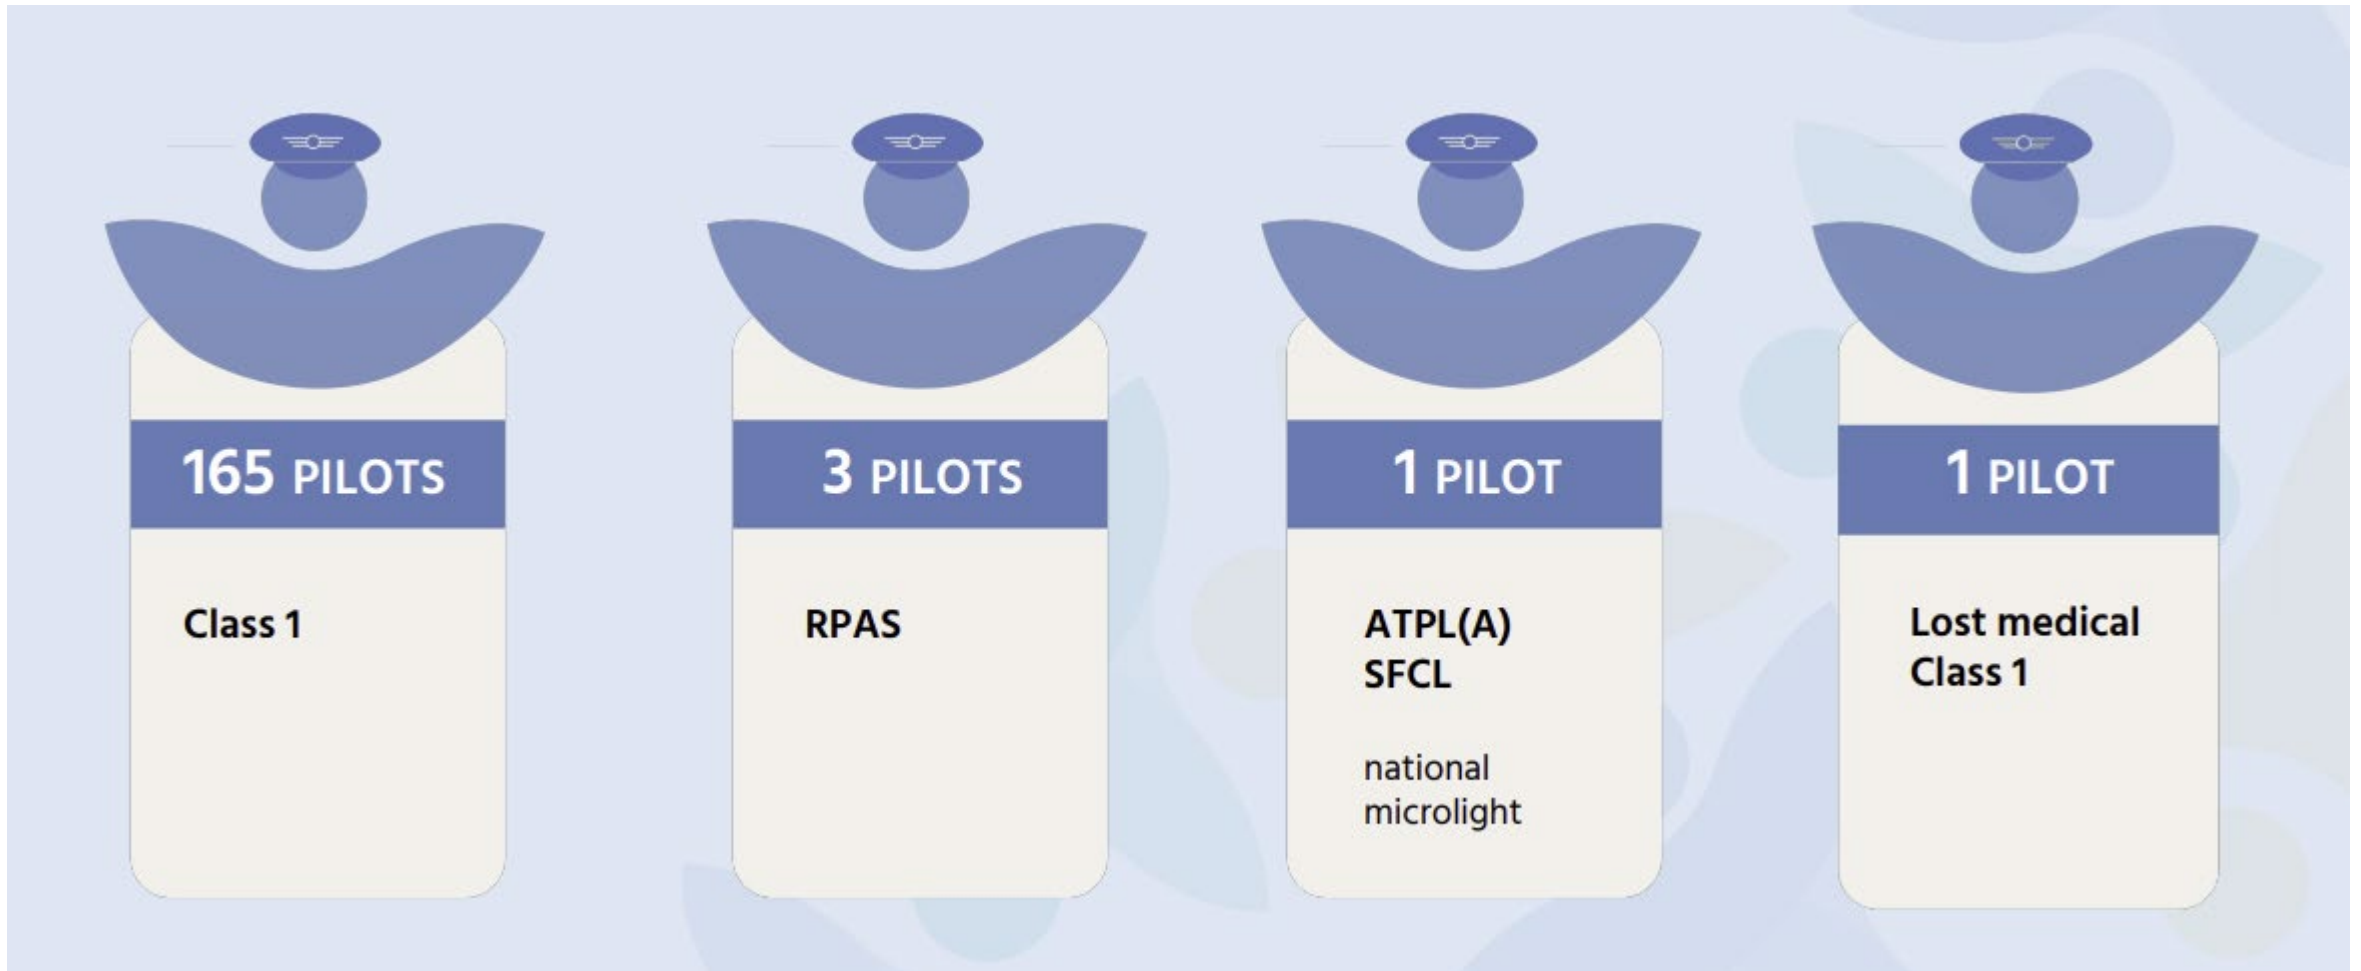 165 PILOTS
Class 1
3 PILOTS
RPAS
1 PILOT
ATPL(A)
SFCL
national
microlight
1 PILOT
Lost medical
Class 1